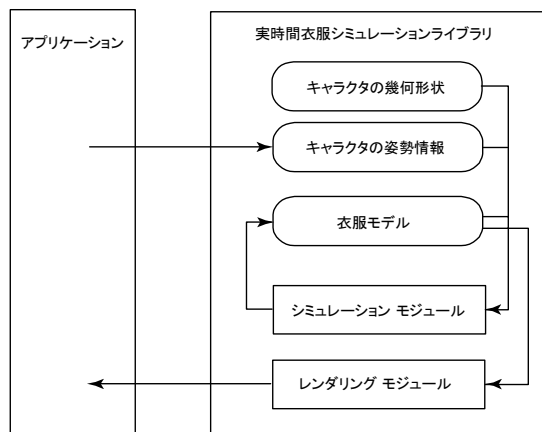 アプリケーション
実時間衣服シミュレーションライブラリ
キャラクタの幾何形状
キャラクタの姿勢情報
衣服モデル
シミュレーション モジュール
レンダリング モジュール